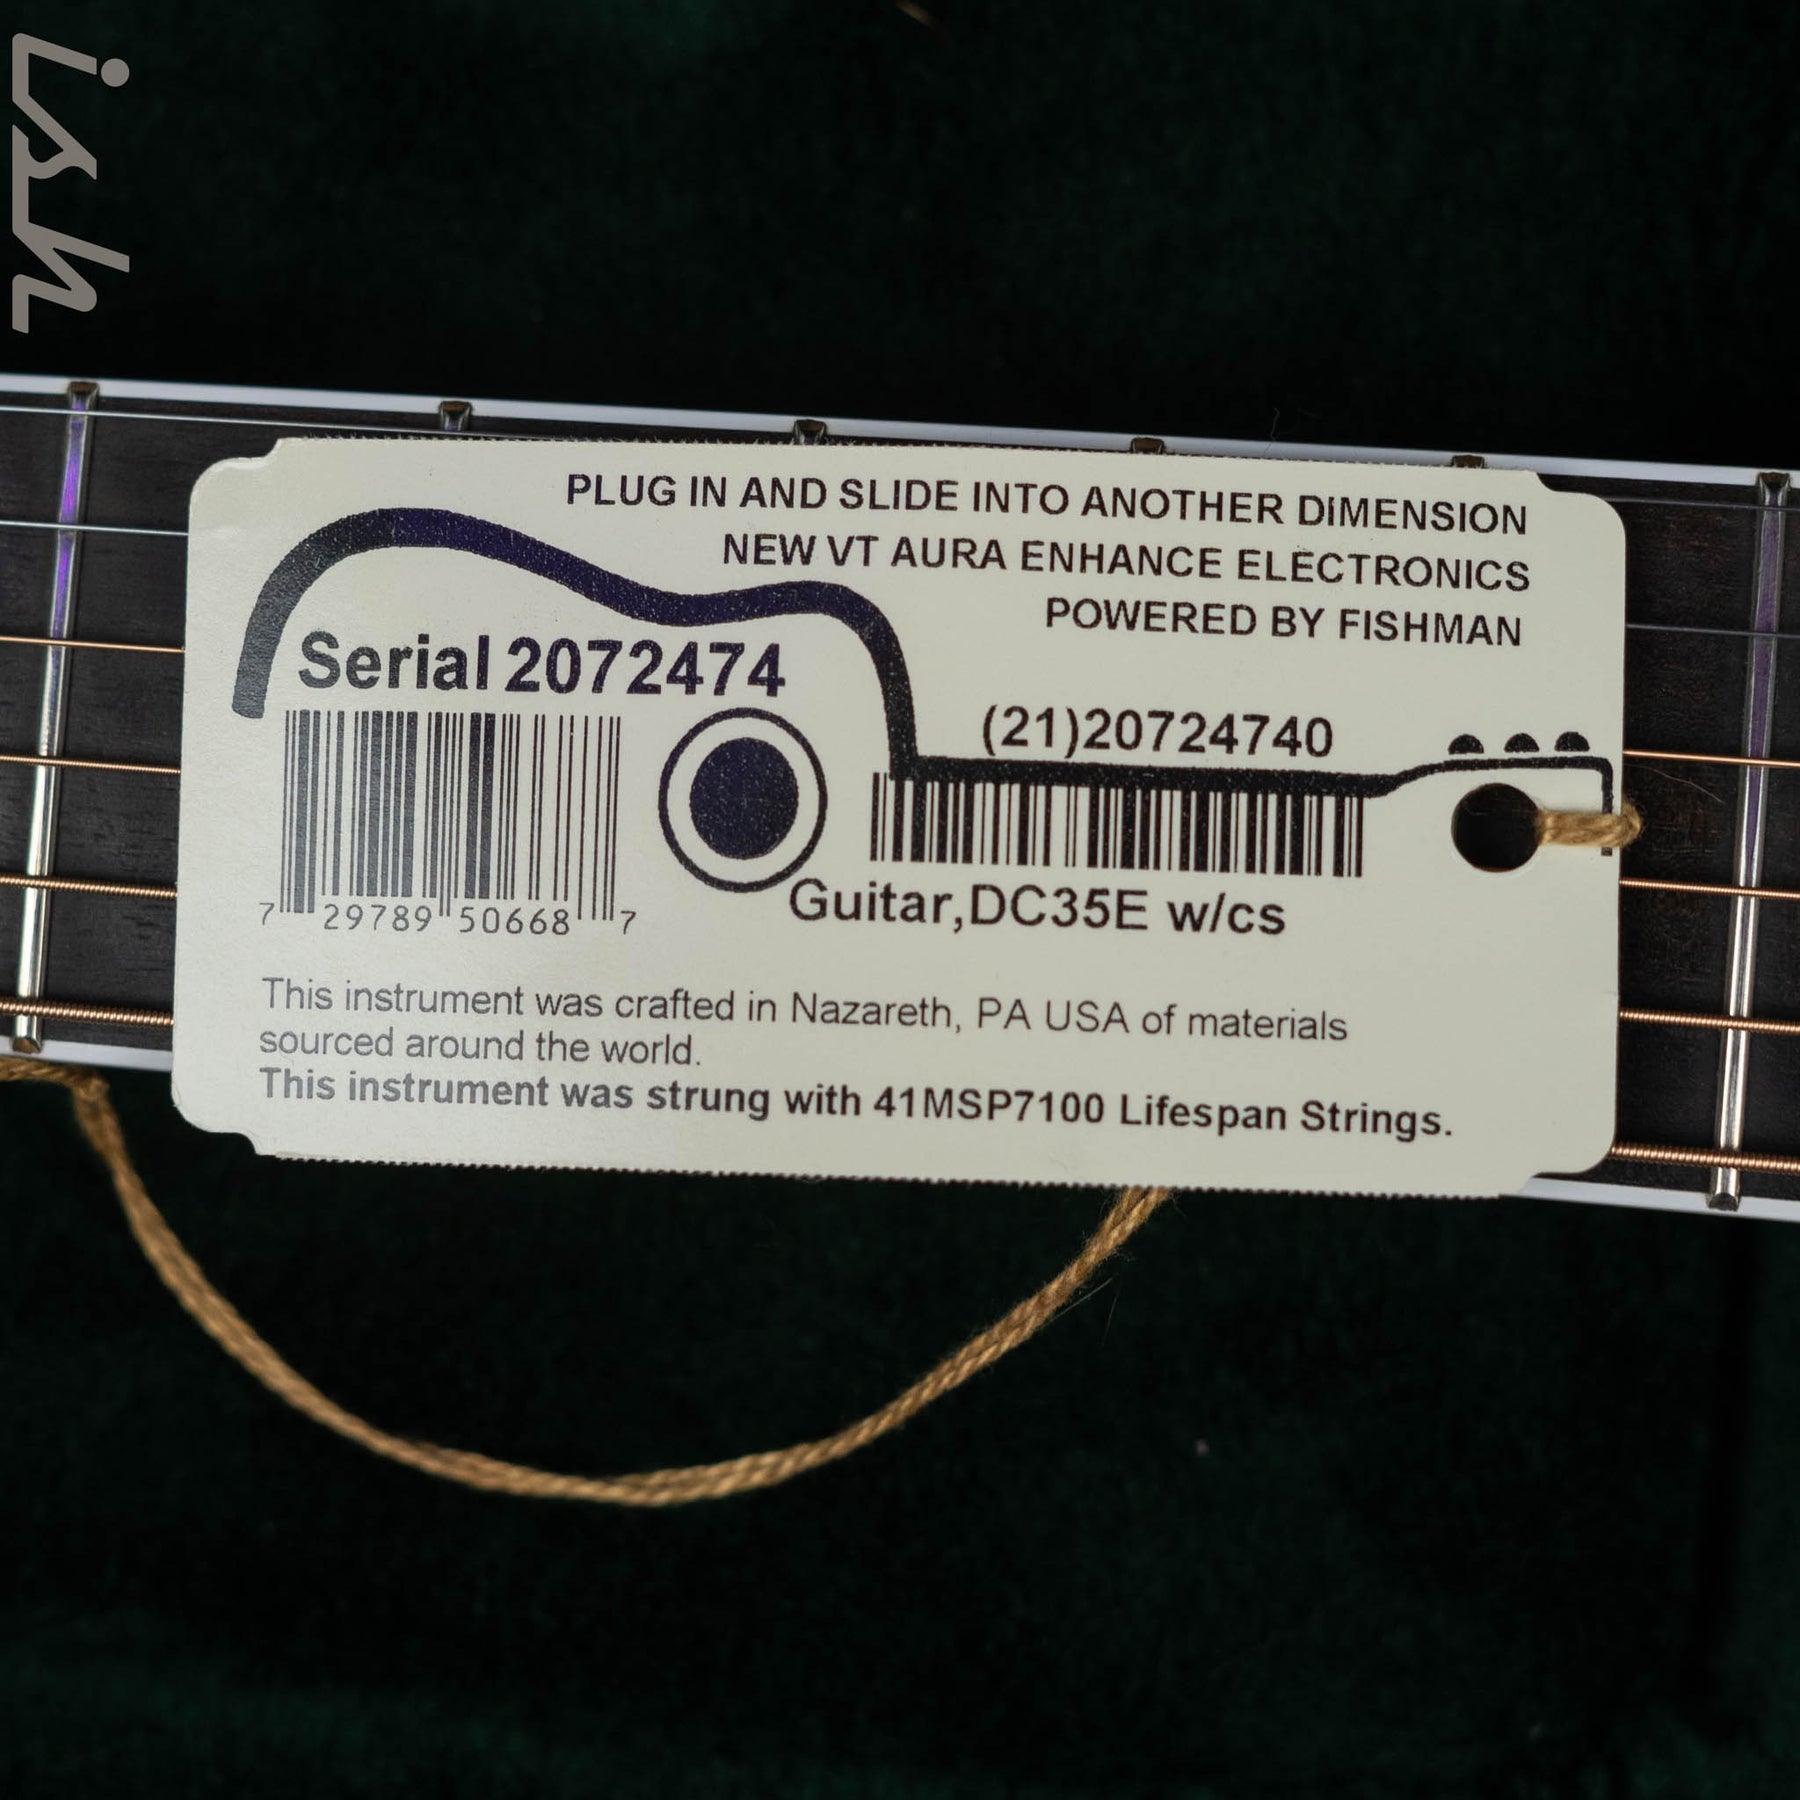 ish
PLUG IN AND SLIDE INTO ANOTHER DIMENSION
NEW VT AURA ENHANCE ELECTRONICS
POWERED BY FISHMAN
Serial 2072474
(21)20724740
7 29789 50668 7
Guitar,DC35E w/cs
This instrument was crafted in Nazareth, PA USA of materials
sourced around the world.
This instrument was strung with 41MSP7100 Lifespan Strings.